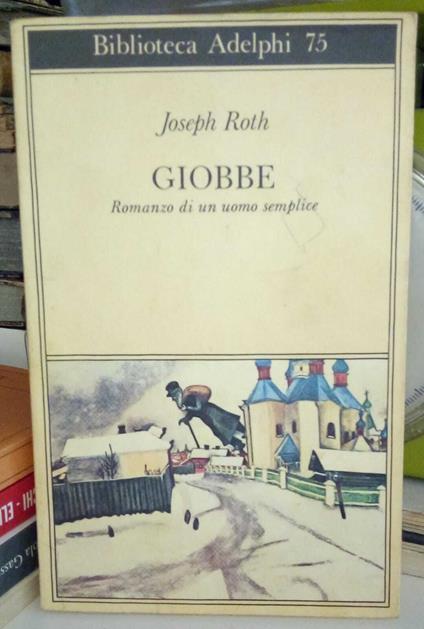 Biblioteca Adelphi 75
Joseph Roth
GIOBBE
Romanzo di un uomo semplice